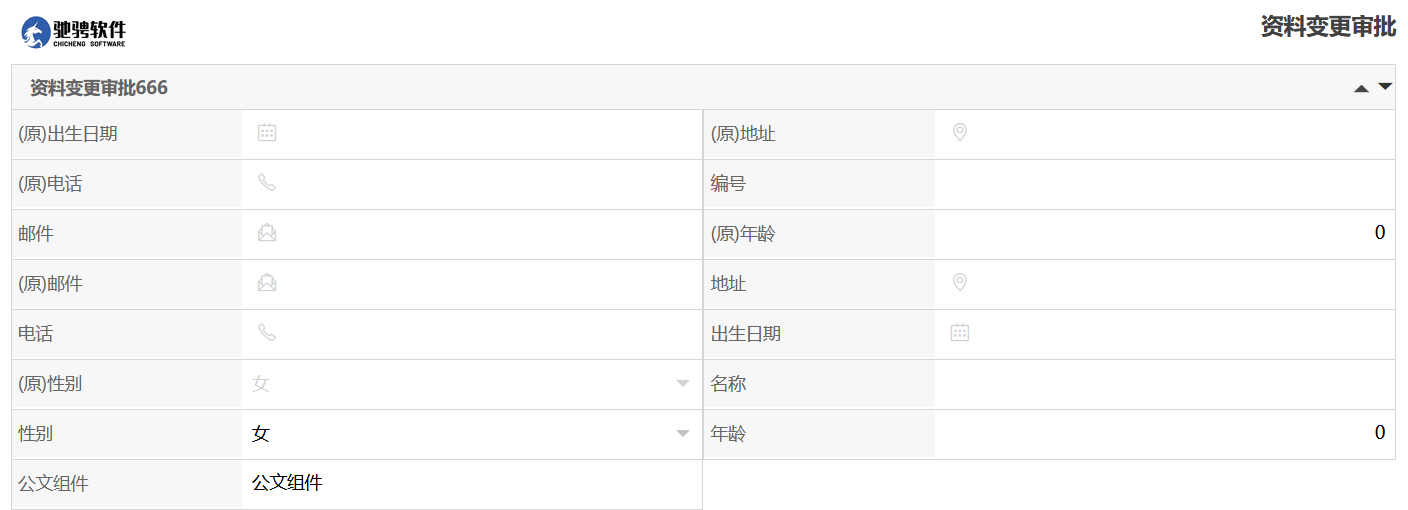 驰骋软件
CHICHENG SOFTWARE
资料变更审批
资料变更审批666
(原)出生日期
(原)地址
(原)电话
编号
邮件
(原)年龄 0
(原)邮件
地址
电话
出生日期
(原)性别 女
名称
性别 女
年龄 0
公文组件 公文组件